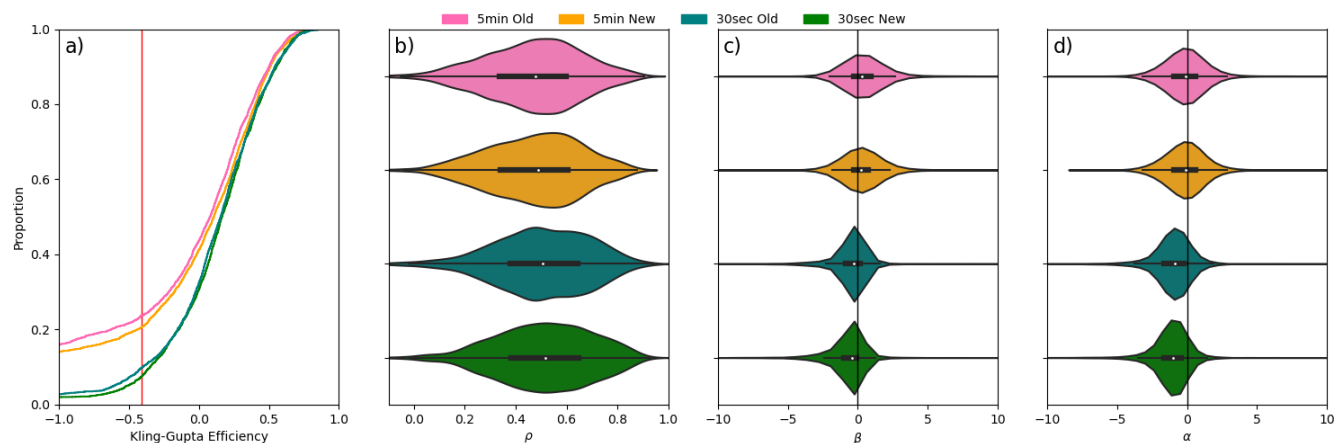 5min Old 5min New 30sec Old 30sec New
a) b) c) d)
1.0
0.8
0.6
0.4
0.2
0.0
Proportion
−1.0 −0.5 0.0 0.5 1.0
Kling-Gupta Efficiency
0.0 0.2 0.4 0.6 0.8 1.0
ρ
−10 −5 0 5 10
β
−10 −5 0 5 10
α